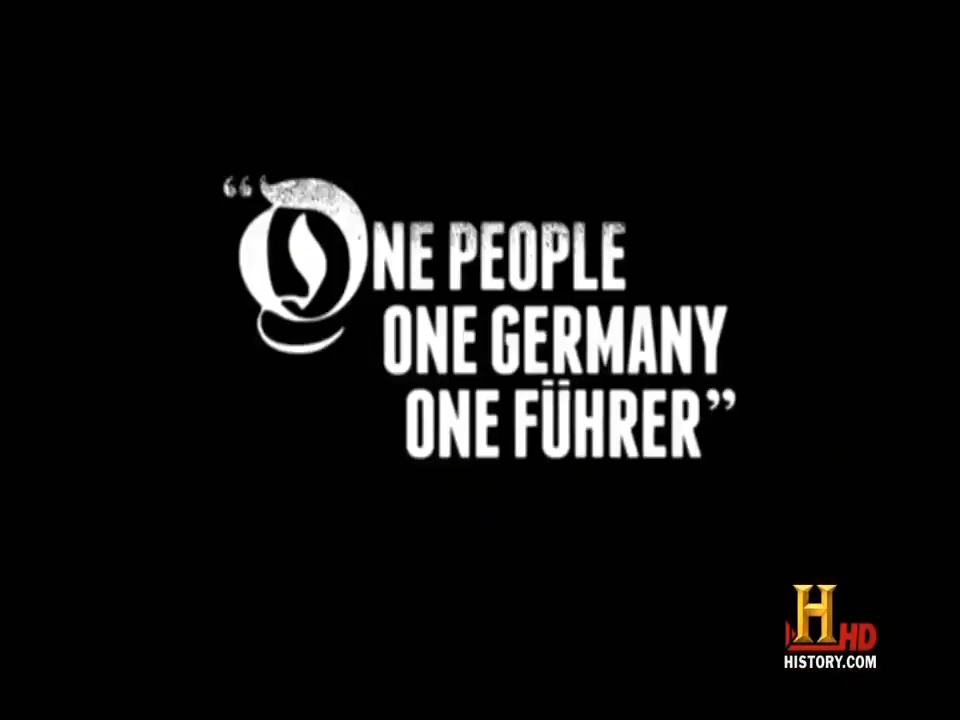 “ONE PEOPLE
ONE GERMANY
ONE FÜHRER”
H HD
HISTORY.COM